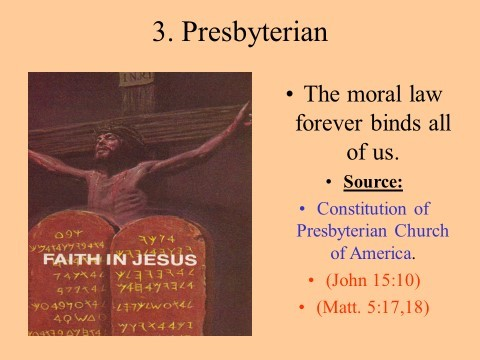 3. Presbyterian
I.N.R.I
FAITH IN JESUS
• The moral law
forever binds all
of us.
• Source:
• Constitution of
Presbyterian Church
of America.
• (John 15:10)
• (Matt. 5:17,18)